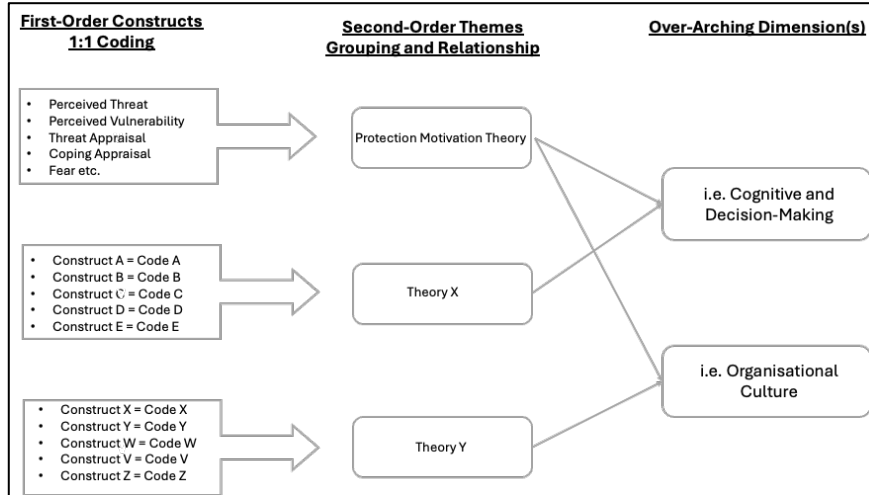 First-Order Constructs
1:1 Coding
Second-Order Themes
Grouping and Relationship
Over-Arching Dimension(s)
• Perceived Threat
• Perceived Vulnerability
• Threat Appraisal
• Coping Appraisal
• Fear etc.
Protection Motivation Theory
i.e. Cognitive and
Decision-Making
• Construct A = Code A
• Construct B = Code B
• Construct C = Code C
• Construct D = Code D
• Construct E = Code E
Theory X
i.e. Organisational
Culture
• Construct X = Code X
• Construct Y = Code Y
• Construct W = Code W
• Construct V = Code V
• Construct Z = Code Z
Theory Y